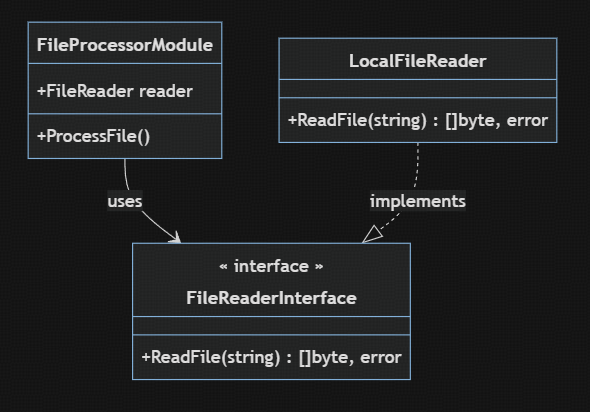 FileProcessorModule
+FileReader reader
+ProcessFile()
LocalFileReader
+ReadFile(string) : []byte, error
uses
implements
« interface »
FileReaderInterface
+ReadFile(string) : []byte, error